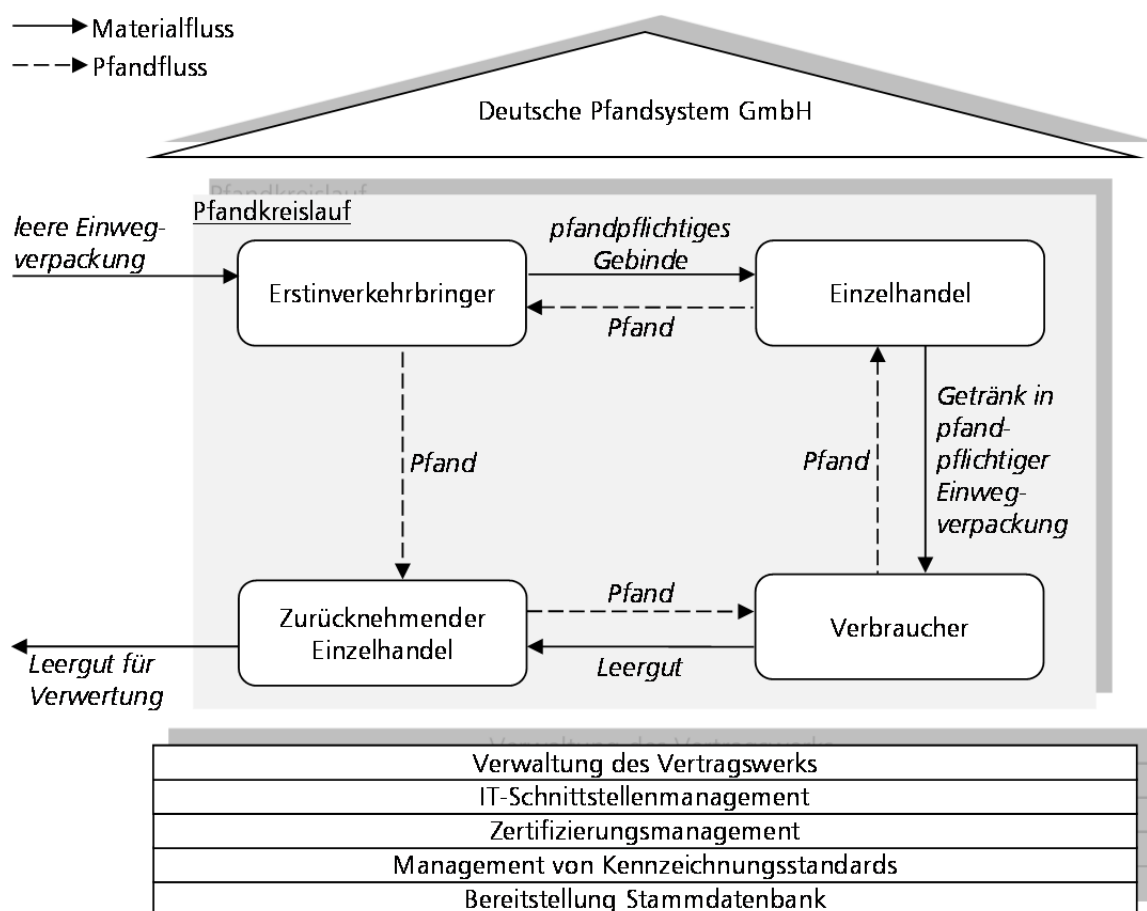 Materialfluss
Pfandfluss
Deutsche Pfandsystem GmbH
Pfandkreislauf
leere Einweg-
verpackung
Erstinverkehrbringer
pfandpflichtiges
Gebinde
Pfand
Einzelhandel
Pfand
Pfand
Getränk in
pfand-
pflichtiger
Einweg-
verpackung
Zurücknehmender
Einzelhandel
Pfand
Leergut
Verbraucher
Leergut für
Verwertung
Verwaltung des Vertragswerks
IT-Schnittstellenmanagement
Zertifizierungsmanagement
Management von Kennzeichnungsstandards
Bereitstellung Stammdatenbank